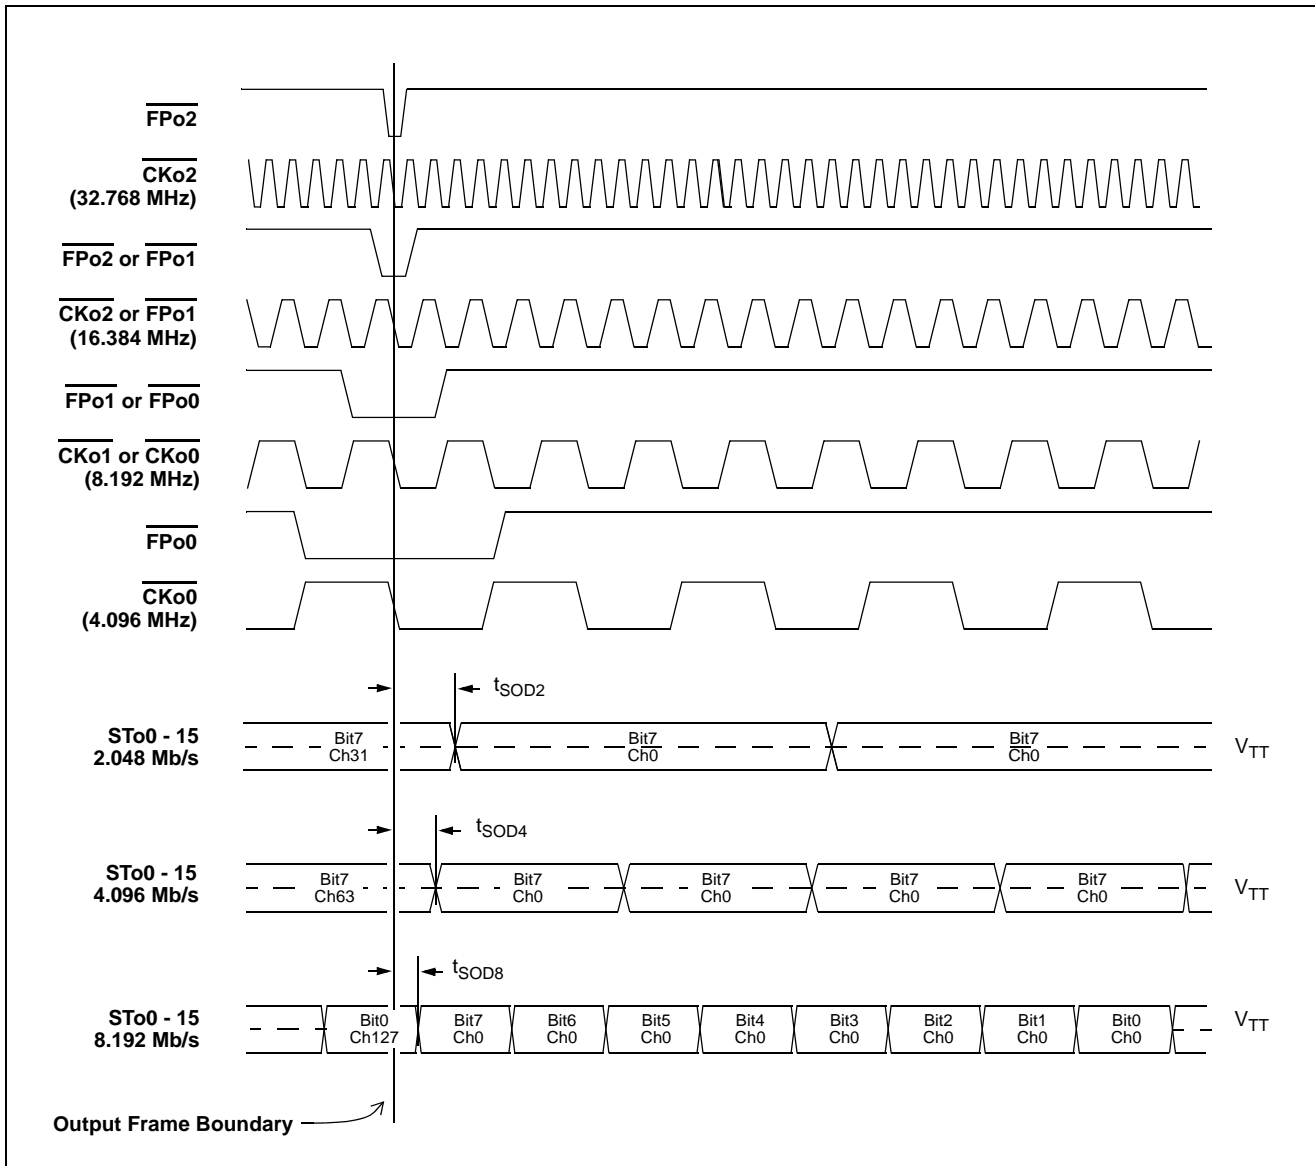 FPo2
CKo2
(32.768 MHz)
FPo2 or FPo1
CKo2 or FPo1
(16.384 MHz)
FPo1 or FPo0
CKo1 or CKo0
(8.192 MHz)
FPo0
CKo0
(4.096 MHz)
tSOD2
STo0 - 15
2.048 Mb/s
Bit7
Ch31
Bit7
Ch0
Bit7
Ch0
VTT
tSOD4
STo0 - 15
4.096 Mb/s
Bit7
Ch63
Bit7
Ch0
Bit7
Ch0
Bit7
Ch0
Bit7
Ch0
VTT
tSOD8
STo0 - 15
8.192 Mb/s
Bit0
Ch127
Bit7
Ch0
Bit6
Ch0
Bit5
Ch0
Bit4
Ch0
Bit3
Ch0
Bit2
Ch0
Bit1
Ch0
Bit0
Ch0
VTT
Output Frame Boundary